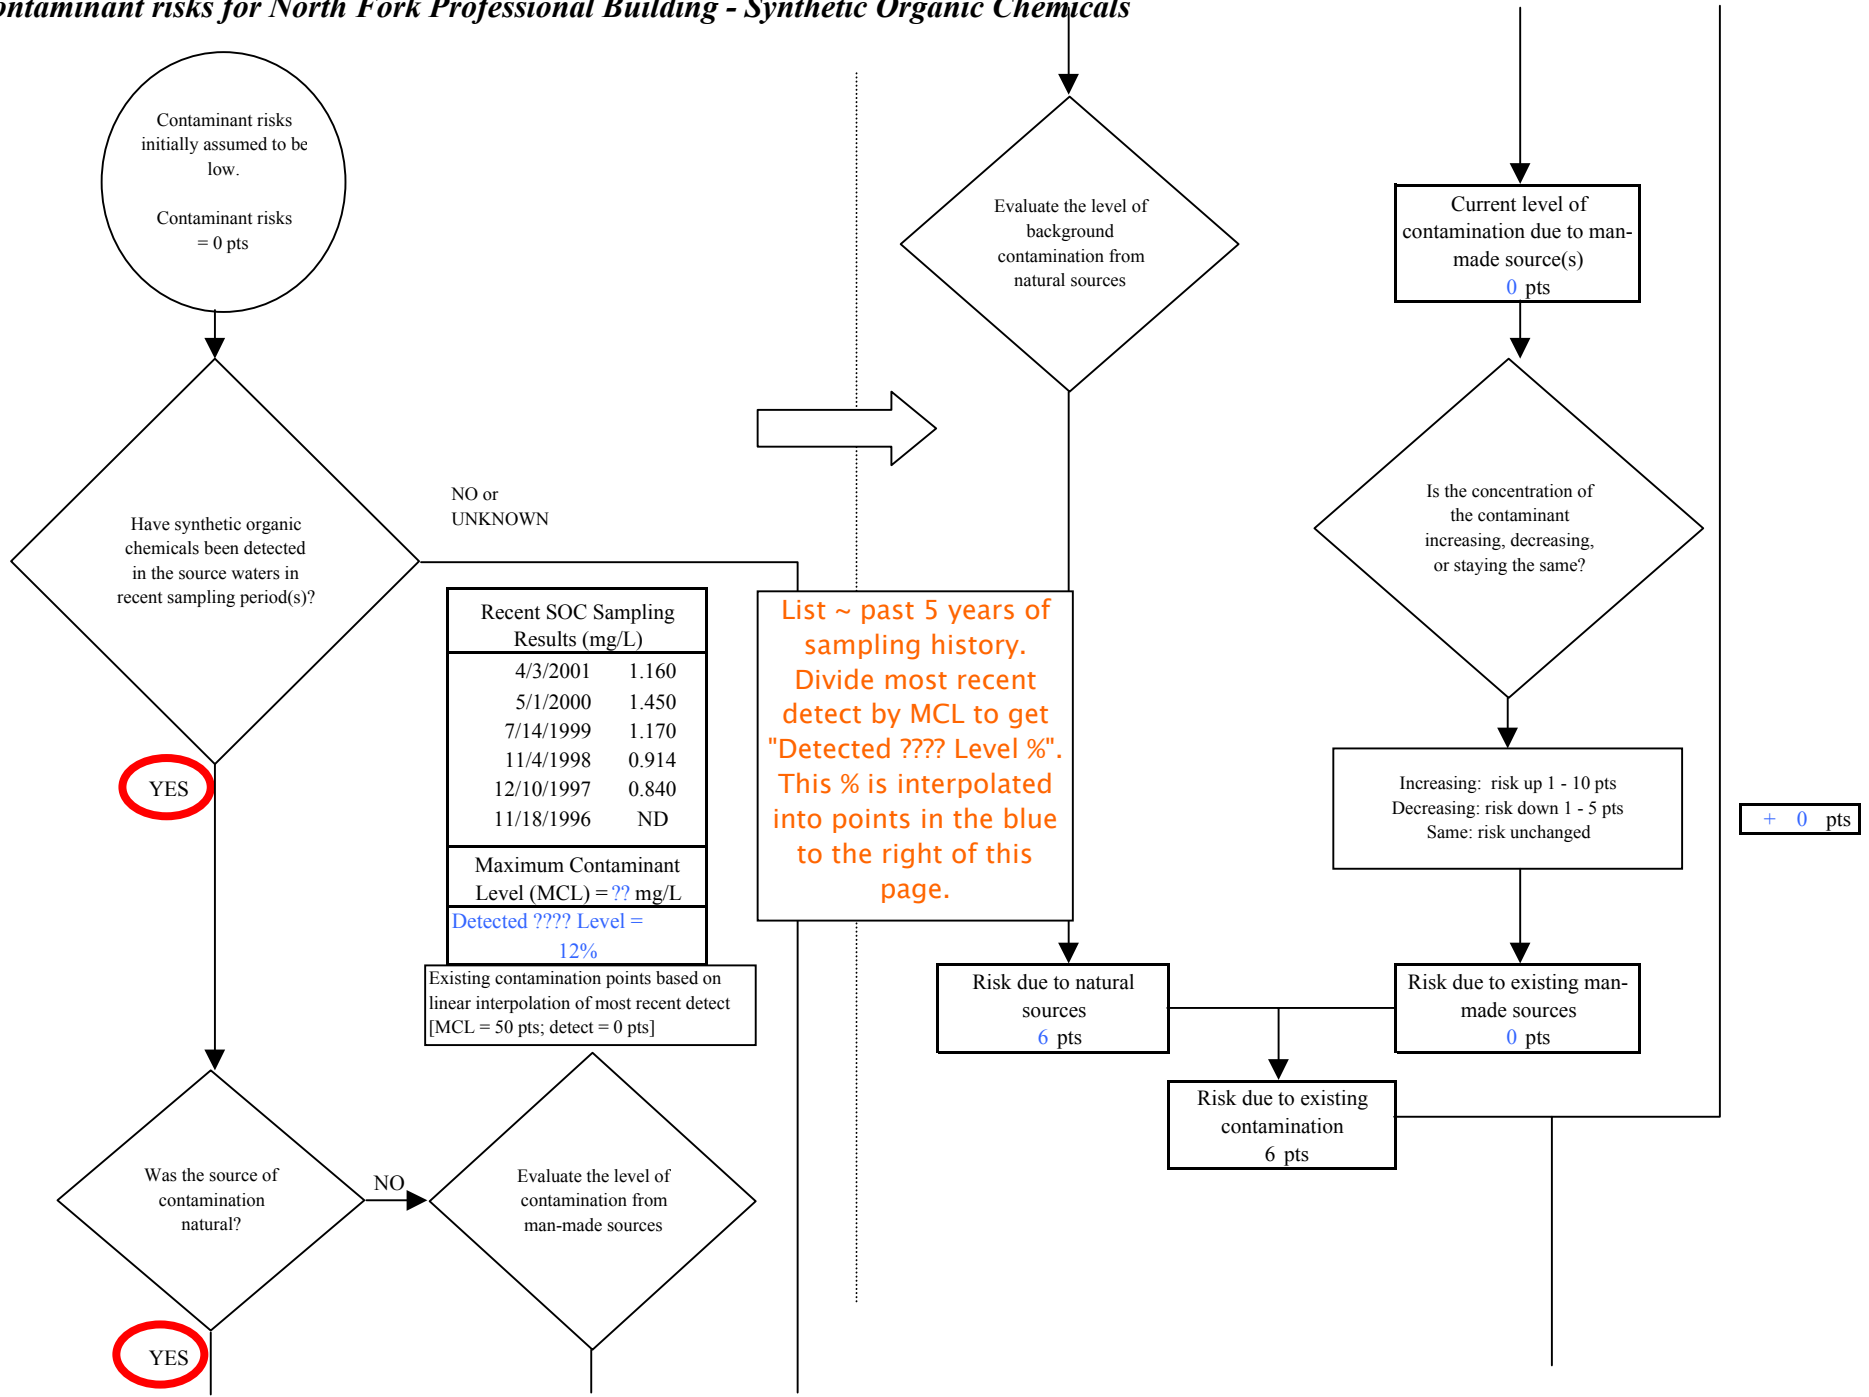 ontaminant risks for North Fork Professional Building - Synthetic Organic Chemicals
Contaminant risks
initially assumed to be
low.
Contaminant risks
= 0 pts
Have synthetic organic
chemicals been detected
in the source waters in
recent sampling period(s)?
NO or
UNKNOWN
YES
Recent SOC Sampling
Results (mg/L)
4/3/2001 1.160
5/1/2000 1.450
7/14/1999 1.170
11/4/1998 0.914
12/10/1997 0.840
11/18/1996 ND
Maximum Contaminant
Level (MCL) = ?? mg/L
Detected ???? Level =
12%
Existing contamination points based on
linear interpolation of most recent detect
[MCL = 50 pts; detect = 0 pts]
Was the source of
contamination
natural?
NO
YES
Evaluate the level of
contamination from
man-made sources
List ~ past 5 years of
sampling history.
Divide most recent
detect by MCL to get
"Detected ???? Level %".
This % is interpolated
into points in the blue
to the right of this
page.
Evaluate the level of
background
contamination from
natural sources
Risk due to natural
sources
6 pts
Current level of
contamination due to man-
made source(s)
0 pts
Is the concentration of
the contaminant
increasing, decreasing,
or staying the same?
Increasing: risk up 1 - 10 pts
Decreasing: risk down 1 - 5 pts
Same: risk unchanged
Risk due to existing man-
made sources
0 pts
Risk due to existing
contamination
6 pts
+ 0 pts